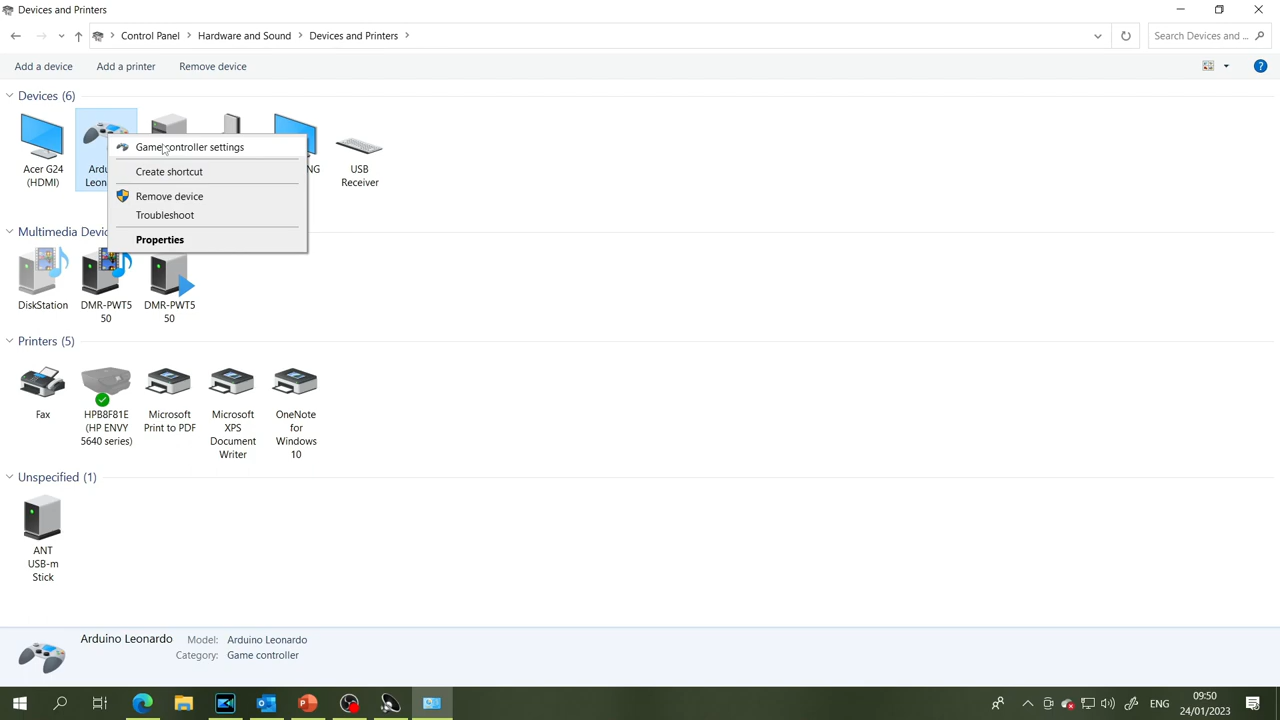 Devices and Printers
Control Panel
Hardware and Sound
Devices and Printers
Search Devices and ...
Add a device
Add a printer
Remove device
Devices (6)
Game controller settings
Create shortcut
Remove device
Troubleshoot
Properties
Acer G24
(HDMI)
Ardu
Leon
NG
USB
Receiver
Multimedia Devic
DiskStation
DMR-PWT5
50
DMR-PWT5
50
Printers (5)
Fax
HPB8F81E
(HP ENVY
5640 series)
Microsoft
Print to PDF
Microsoft
XPS
Document
Writer
OneNote
for
Windows
10
Unspecified (1)
ANT
USB-m
Stick
Arduino Leonardo
Model: Arduino Leonardo
Category: Game controller
ENG
09:50
24/01/2023